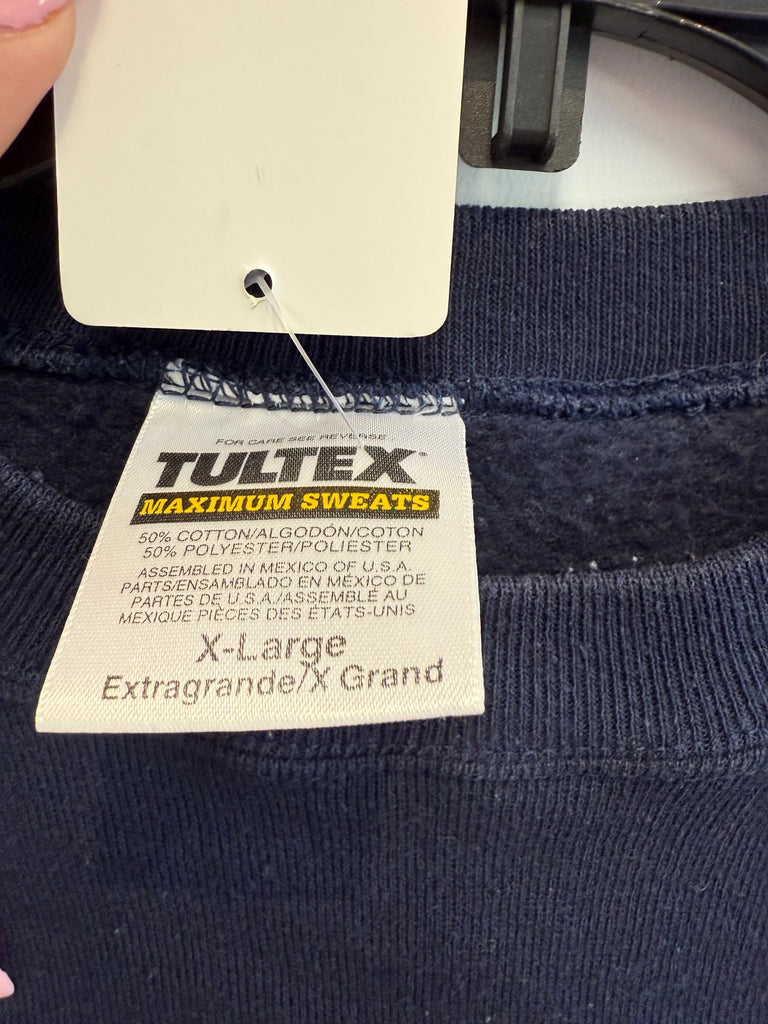 FOR CARE SEE REVERSE
TULTEX®
MAXIMUM SWEATS
50% COTTON/ALGODÓN/COTON
50% POLYESTER/POLIESTER
ASSEMBLED IN MEXICO OF U.S.A.
PARTS/ENSAMBLADO EN MÉXICO DE
PARTES DE U.S.A./ASSEMBLÉ AU
MEXIQUE PIÈCES DES ÉTATS-UNIS
X-Large
Extragrande/X Grand